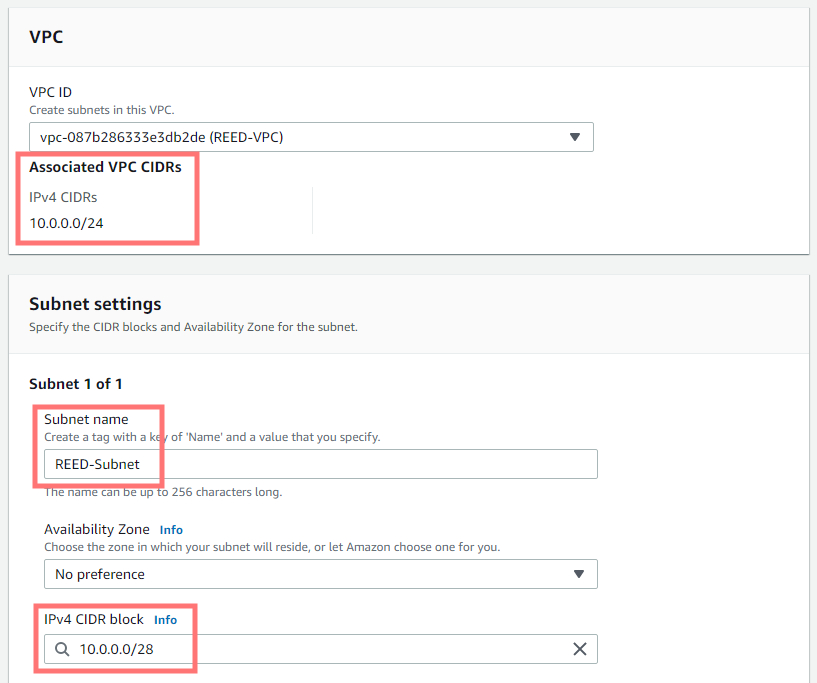 VPC
VPC ID
Create subnets in this VPC.
vpc-087b286333e3db2de (REED-VPC)
Associated VPC CIDRs
IPv4 CIDRs
10.0.0.0/24
Subnet settings
Specify the CIDR blocks and Availability Zone for the subnet.
Subnet 1 of 1
Subnet name
Create a tag with a key of 'Name' and a value that you specify.
REED-Subnet
The name can be up to 256 characters long.
Availability Zone Info
Choose the zone in which your subnet will reside, or let Amazon choose one for you.
No preference
IPv4 CIDR block Info
10.0.0.0/28